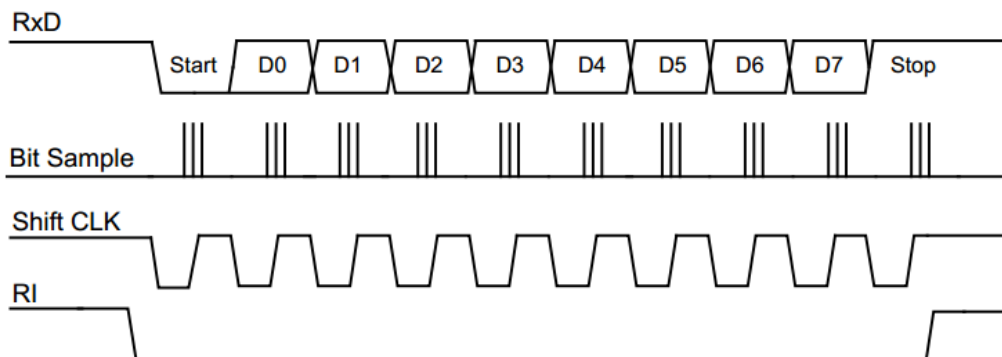 RxD
Start D0 D1 D2 D3 D4 D5 D6 D7 Stop
Bit Sample
Shift CLK
RI